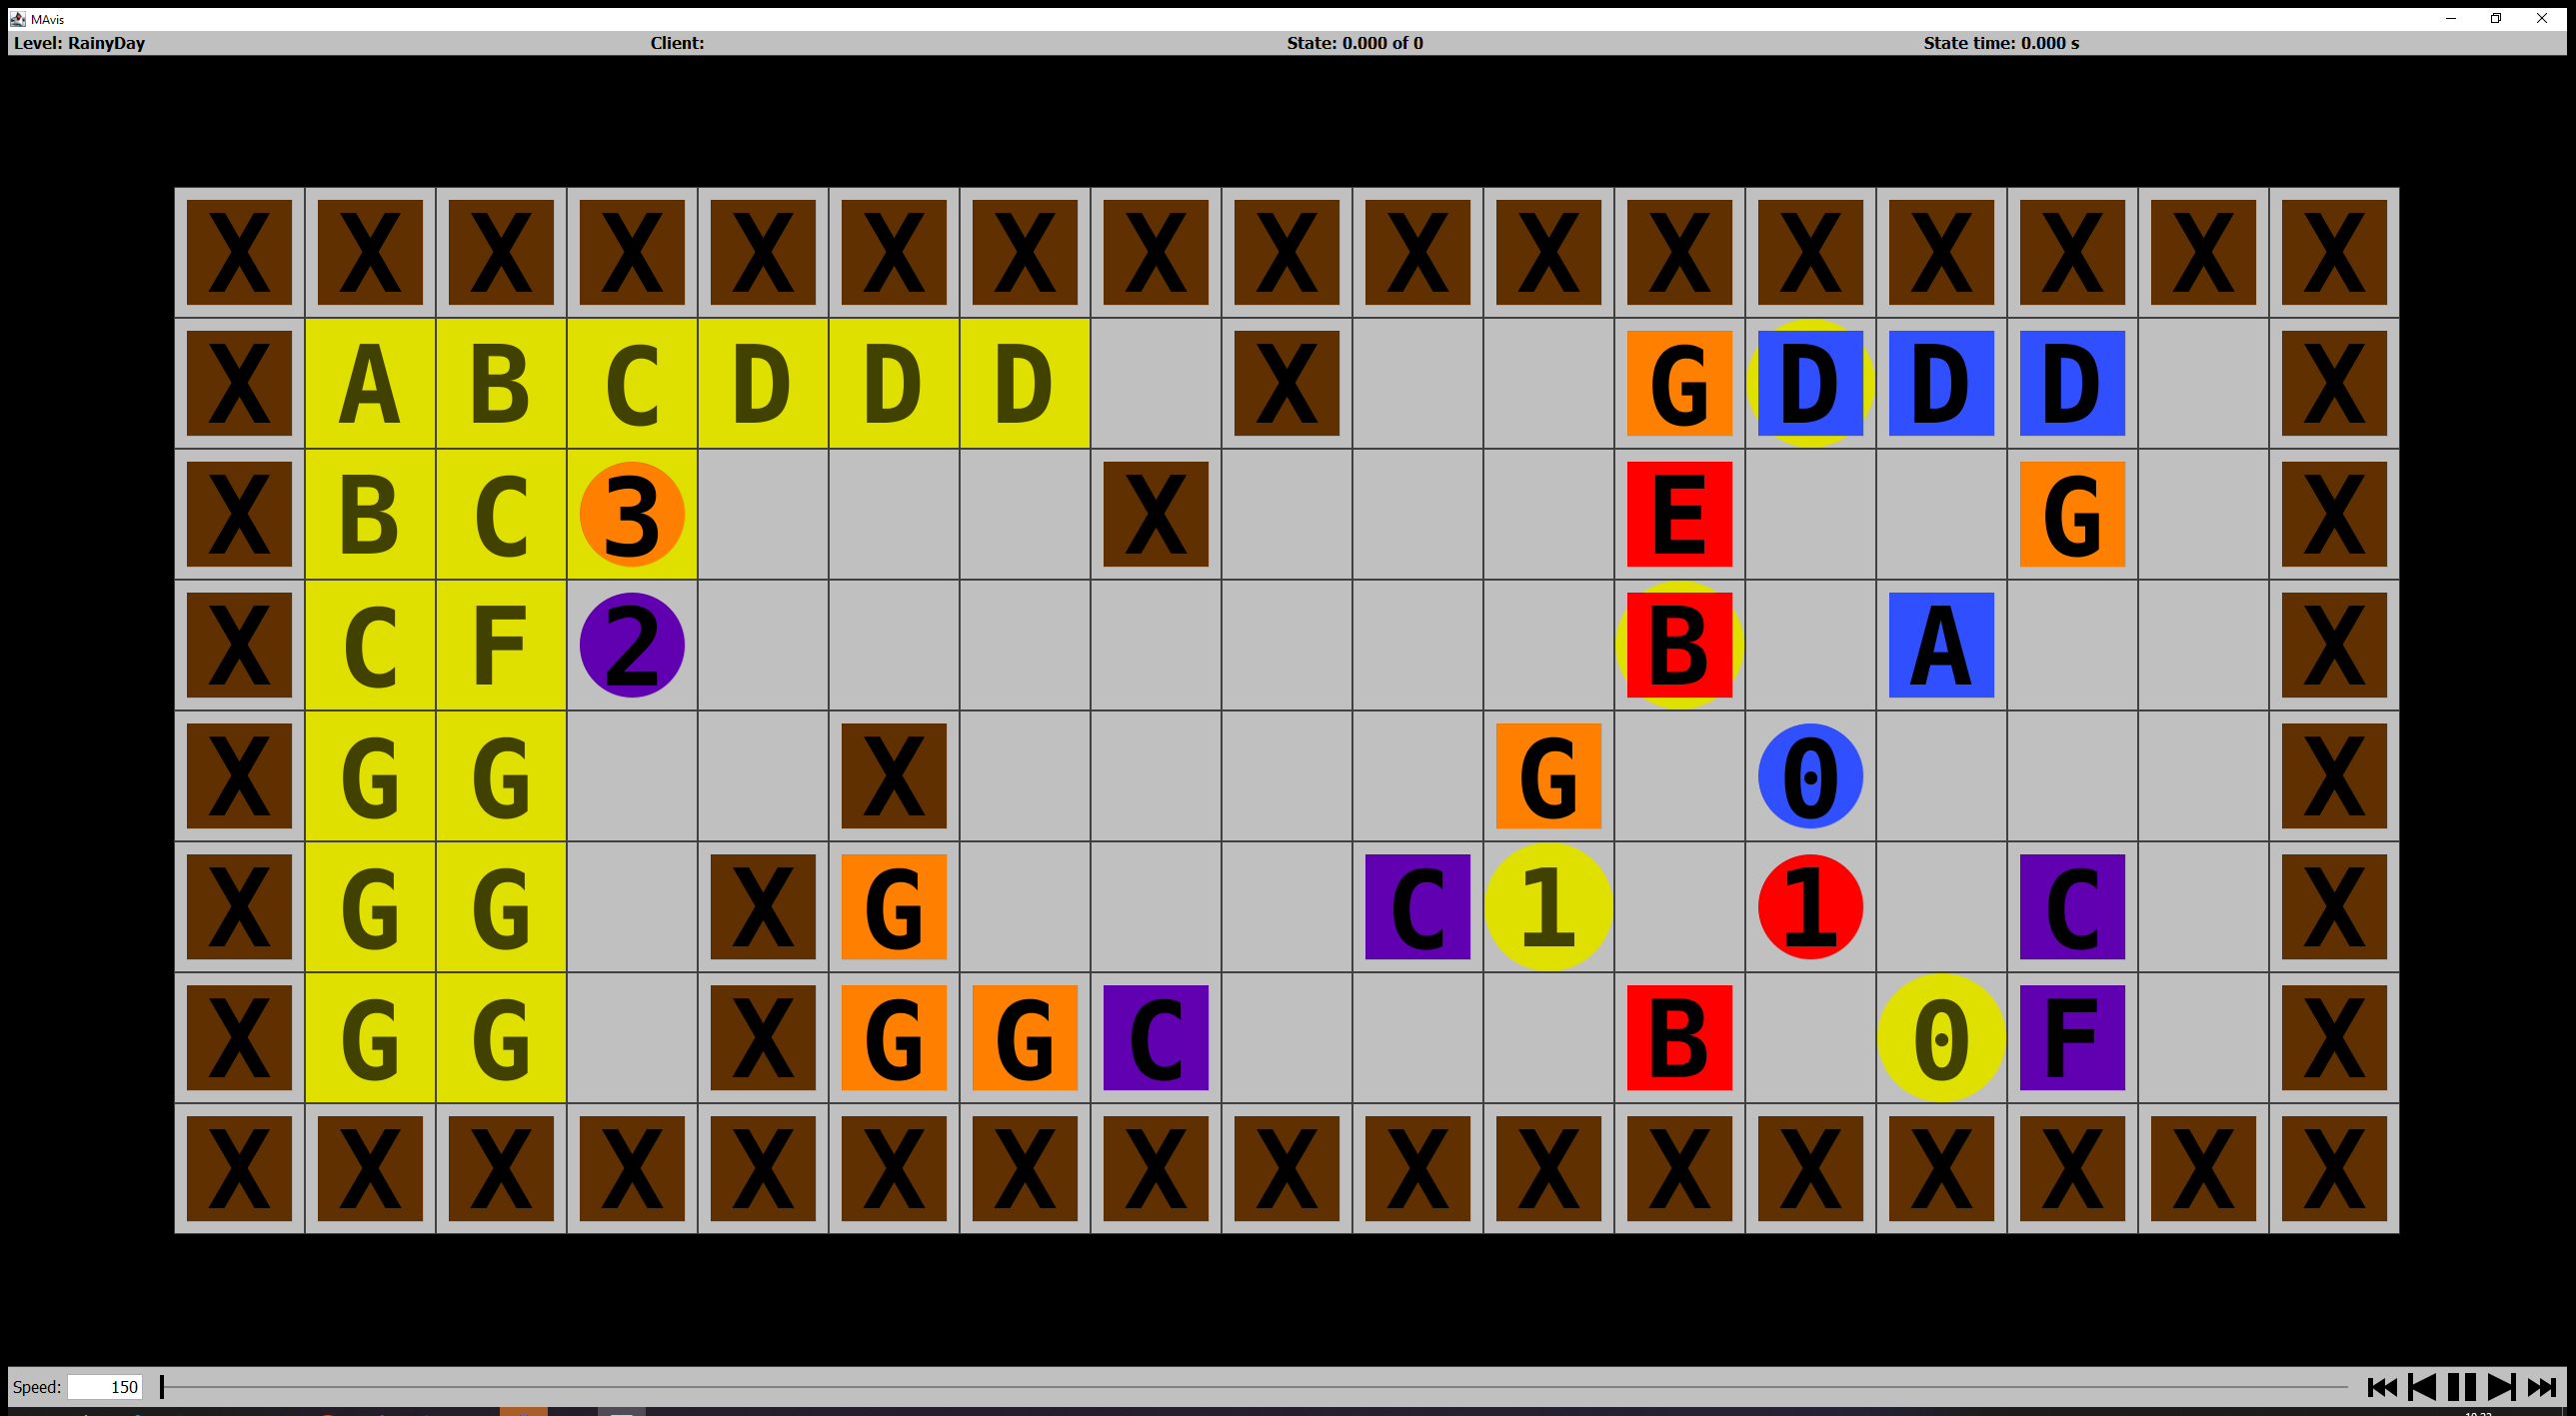 MAvis
Level: RainyDay Client: State: 0.000 of 0 State time: 0.000 s
X X X X X X X X X X X X X X X X X
X A B C D D D X G D D D X
X B C 3 X E G X
X C F 2 B A X
X G G X G 0 X
X G G X G C 1 1 C X
X G G X G G C B 0 F X
X X X X X X X X X X X X X X X X X
Speed: 150